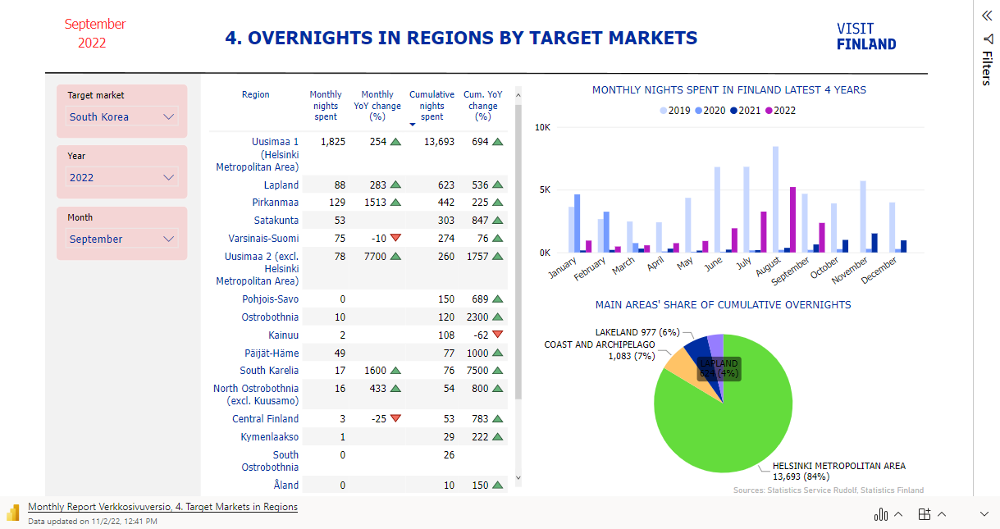 September
2022
4. OVERNIGHTS IN REGIONS BY TARGET MARKETS
VISIT
FINLAND
Filters
Target market
South Korea
Year
2022
Month
September
Region
Monthly nights spent
Monthly YoY change (%)
Cumulative nights spent
Cum. YoY change (%)
Uusimaa 1 (Helsinki Metropolitan Area) 1,825 254 13,693 694
Lapland 88 283 623 536
Pirkanmaa 129 1513 442 225
Satakunta 53 303 847
Varsinais-Suomi 75 -10 274 76
Uusimaa 2 (excl. Helsinki Metropolitan Area) 78 7700 260 1757
Pohjois-Savo 0 150 689
Ostrobothnia 10 120 2300
Kainuu 2 108 -62
Päijät-Häme 49 77 1000
South Karelia 17 1600 76 7500
North Ostrobothnia (excl. Kuusamo) 16 433 54 800
Central Finland 3 -25 53 783
Kymenlaakso 1 29 222
South Ostrobothnia 0 26
Åland 0 10 150
MONTHLY NIGHTS SPENT IN FINLAND LATEST 4 YEARS
2019 2020 2021 2022
10K
5K
0K
January February March April May June July August September October November December
MAIN AREAS' SHARE OF CUMULATIVE OVERNIGHTS
LAKELAND 977 (6%)
COAST AND ARCHIPELAGO
1,083 (7%)
LAPLAND
624 (4%)
HELSINKI METROPOLITAN AREA
13,693 (84%)
Sources: Statistics Service Rudolf, Statistics Finland
Monthly Report Verkkosivuversio, 4. Target Markets in Regions
Data updated on 11/2/22, 12:41 PM